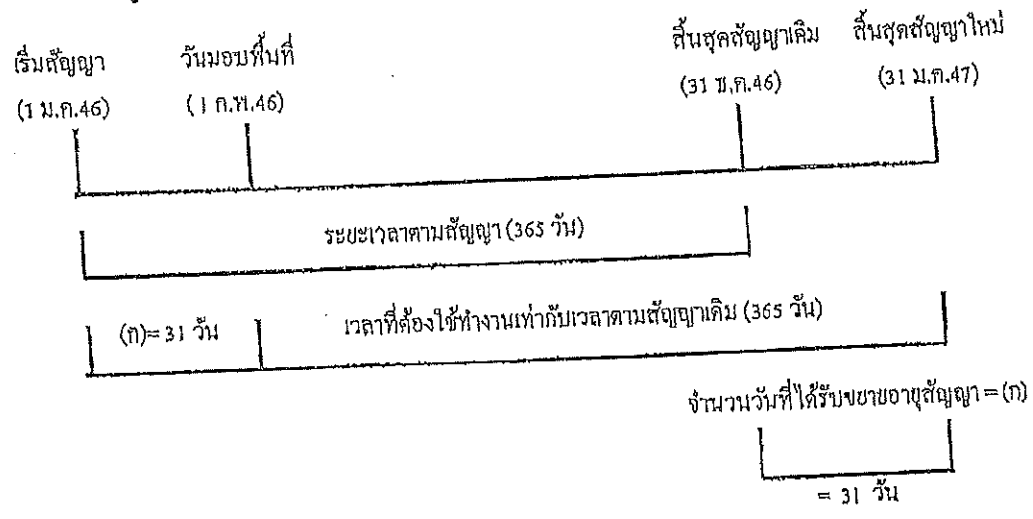 เริ่มสัญญา วันมอบพื้นที่ สิ้นสุดสัญญาเดิม สิ้นสุดสัญญาใหม่
(1 ม.ค.46) (1 ก.พ.46) (31 ธ.ค.46) (31 ม.ค.47)
ระยะเวลาตามสัญญา (365 วัน)
(ก)= 31 วัน เวลาที่ต้องใช้ทำงานเท่ากับเวลาตามสัญญาเดิม (365 วัน)
จำนวนวันที่ได้รับขยายอายุสัญญา = (ก)
= 31 วัน